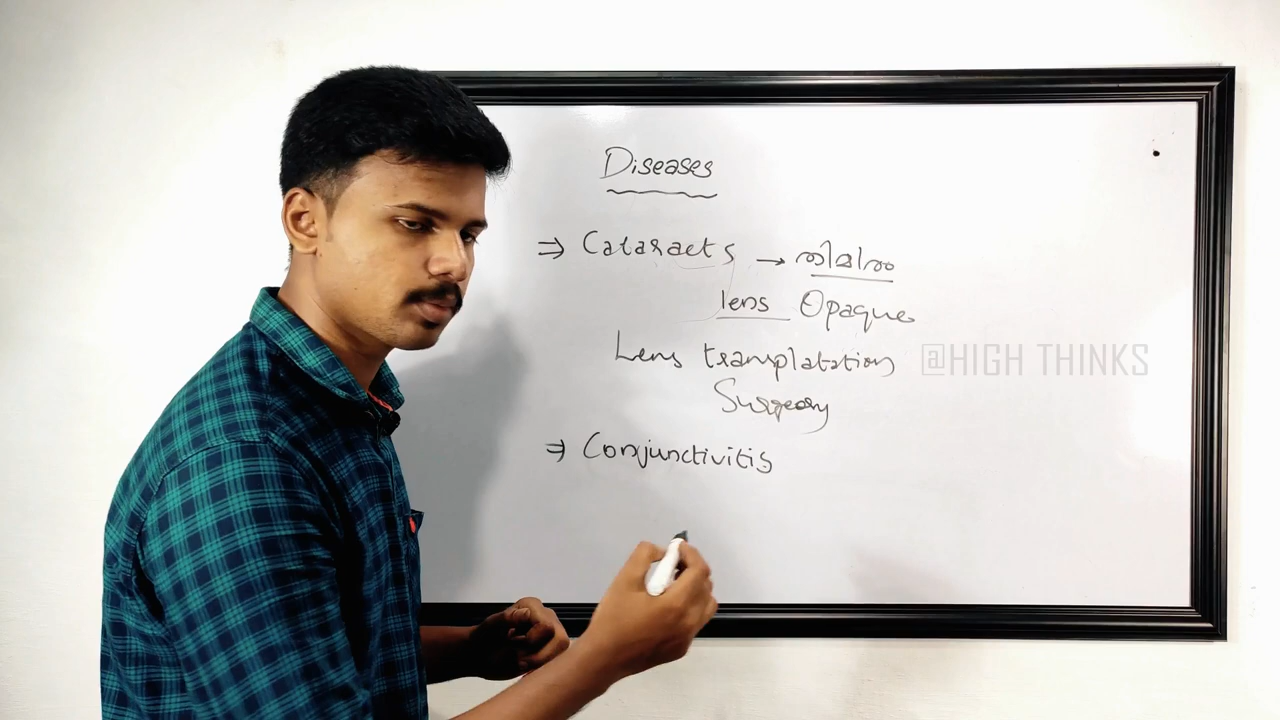 Diseases
⇒ Cataracts → തിമിരം
lens Opaque
Lens transplatation
Surgery
@HIGH THINKS
⇒ Conjunctivitis